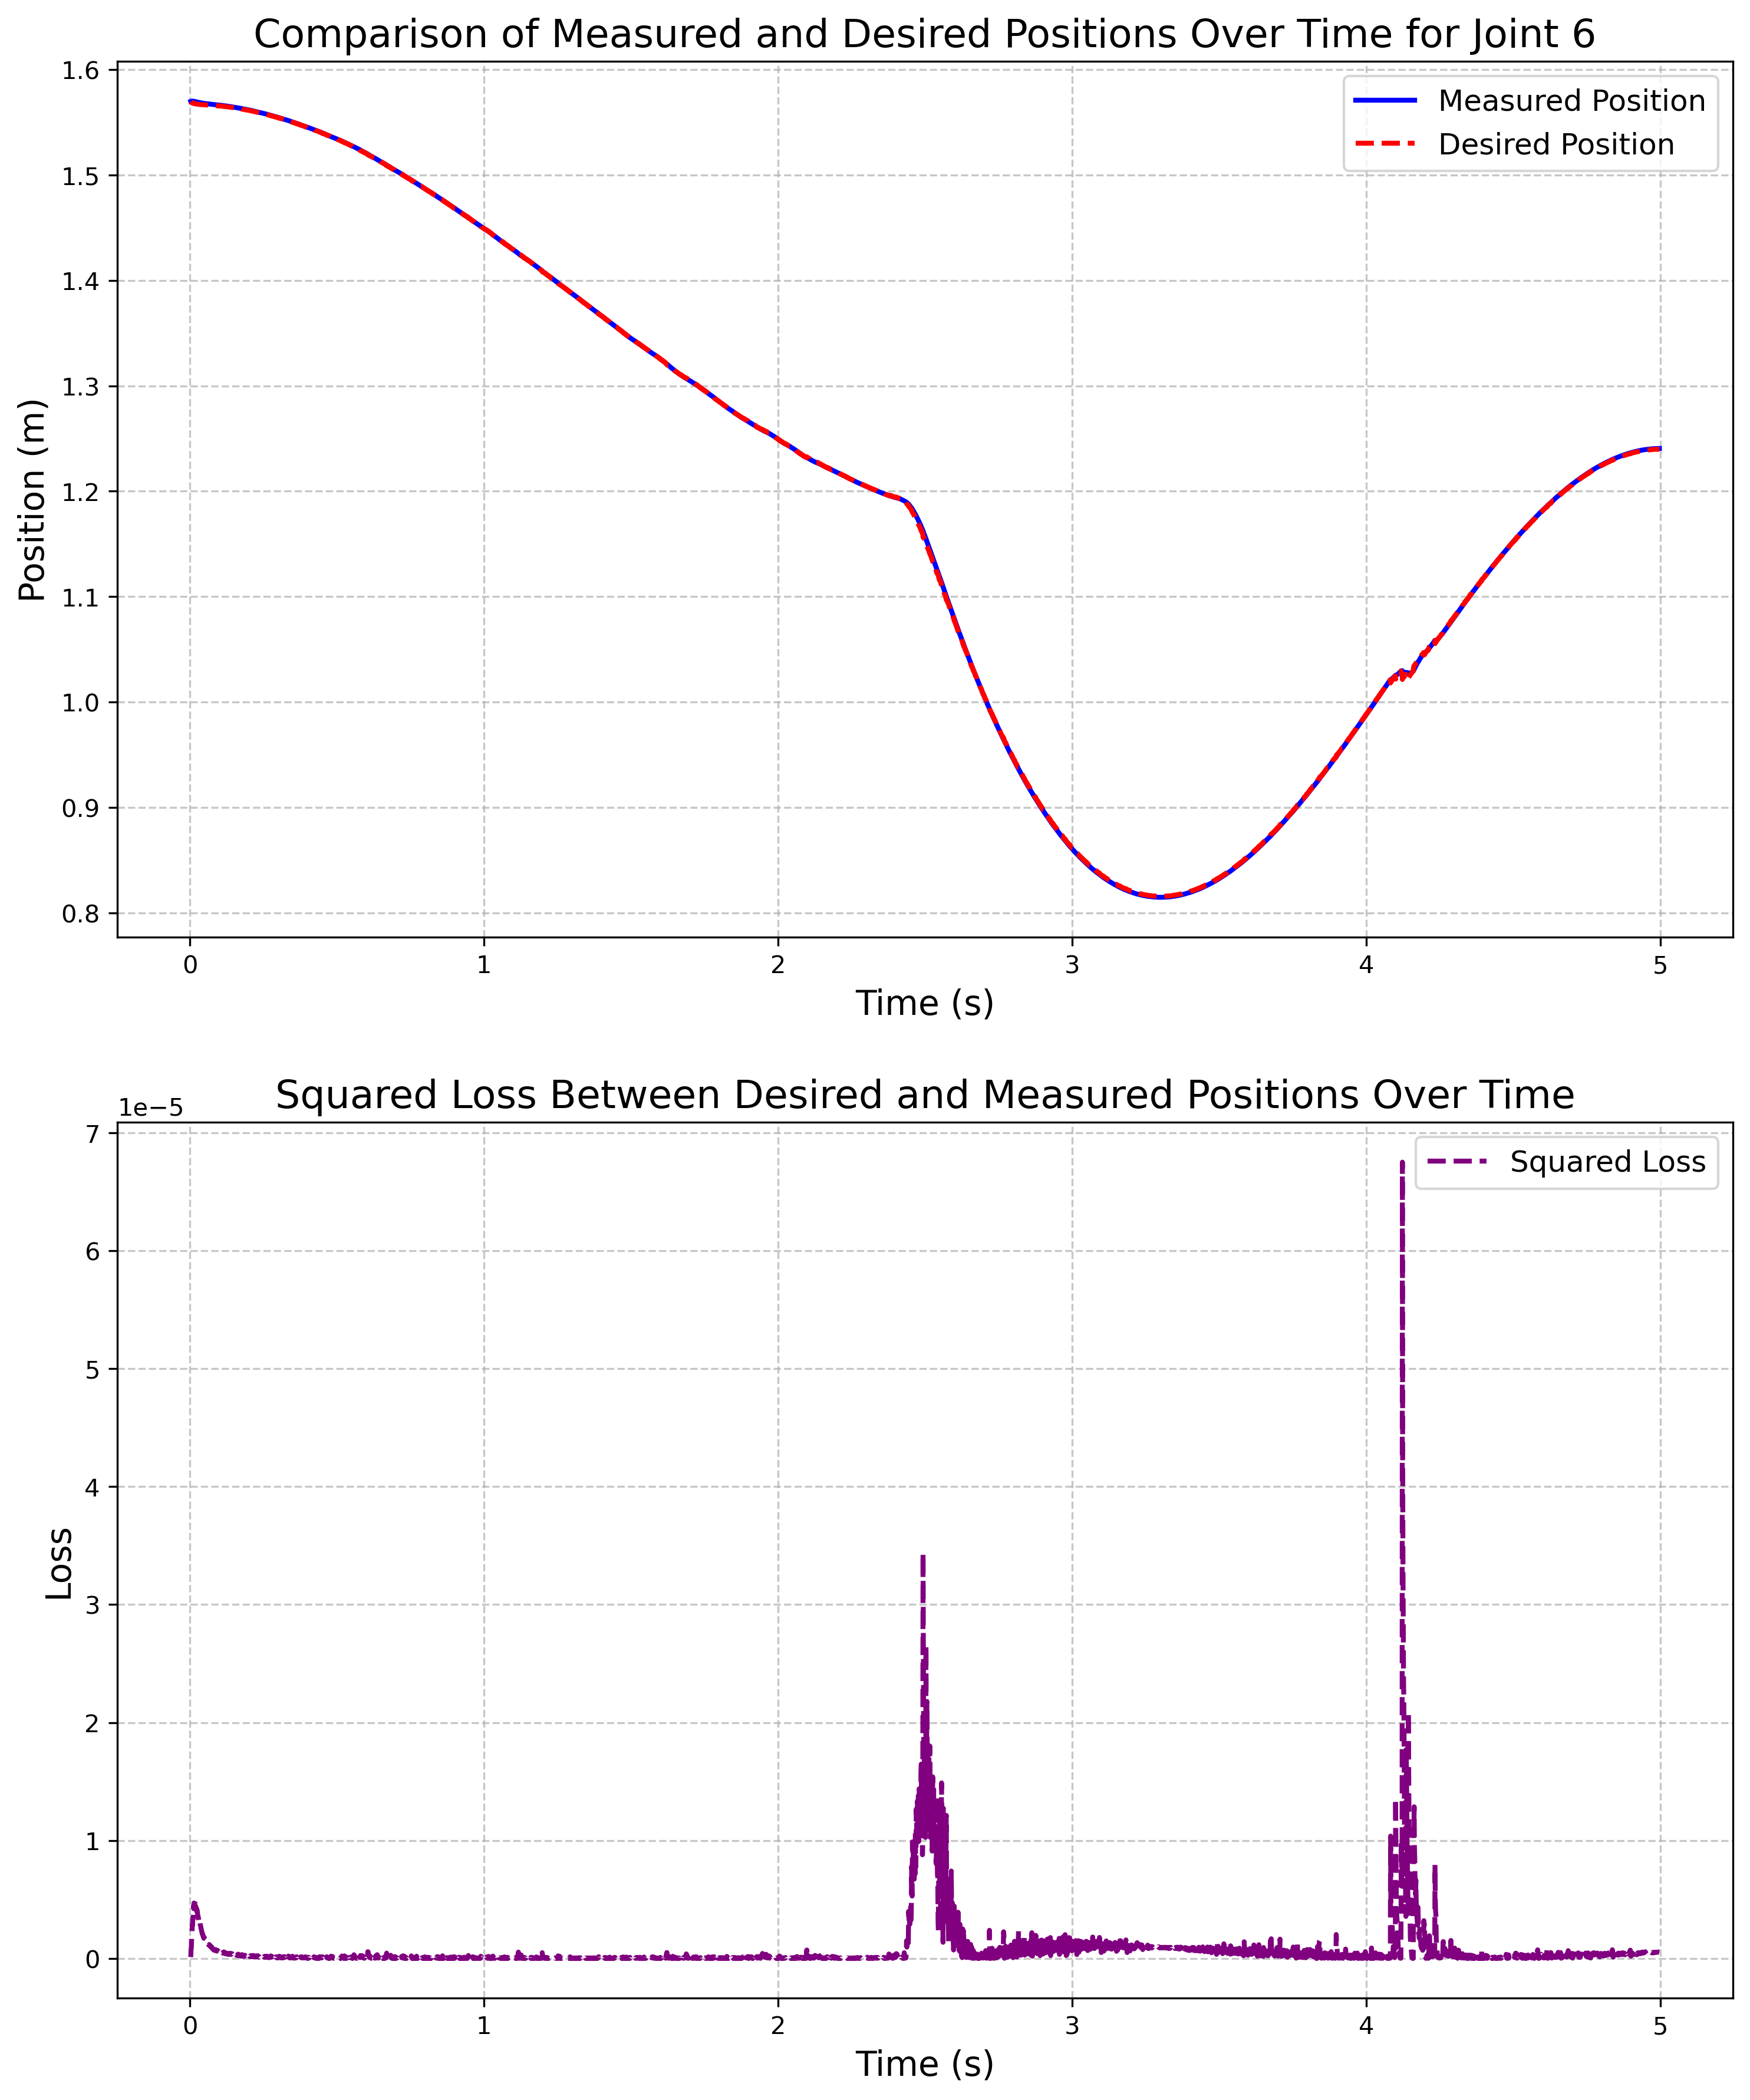 Comparison of Measured and Desired Positions Over Time for Joint 6
1.6
1.5
1.4
1.3
1.2
1.1
1.0
0.9
0.8
Position (m)
Measured Position
Desired Position
0 1 2 3 4 5
Time (s)
Squared Loss Between Desired and Measured Positions Over Time
1e−5
7
6
5
4
3
2
1
0
Loss
Squared Loss
0 1 2 3 4 5
Time (s)